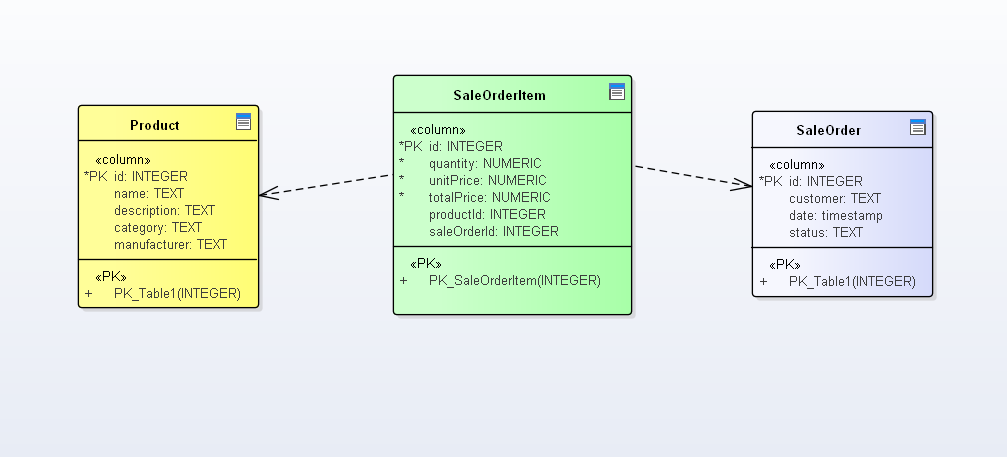 Product
«column»
*PK id: INTEGER
name: TEXT
description: TEXT
category: TEXT
manufacturer: TEXT
«PK»
+ PK_Table1(INTEGER)
SaleOrderItem
«column»
*PK id: INTEGER
* quantity: NUMERIC
* unitPrice: NUMERIC
* totalPrice: NUMERIC
productId: INTEGER
saleOrderId: INTEGER
«PK»
+ PK_SaleOrderItem(INTEGER)
SaleOrder
«column»
*PK id: INTEGER
customer: TEXT
date: timestamp
status: TEXT
«PK»
+ PK_Table1(INTEGER)